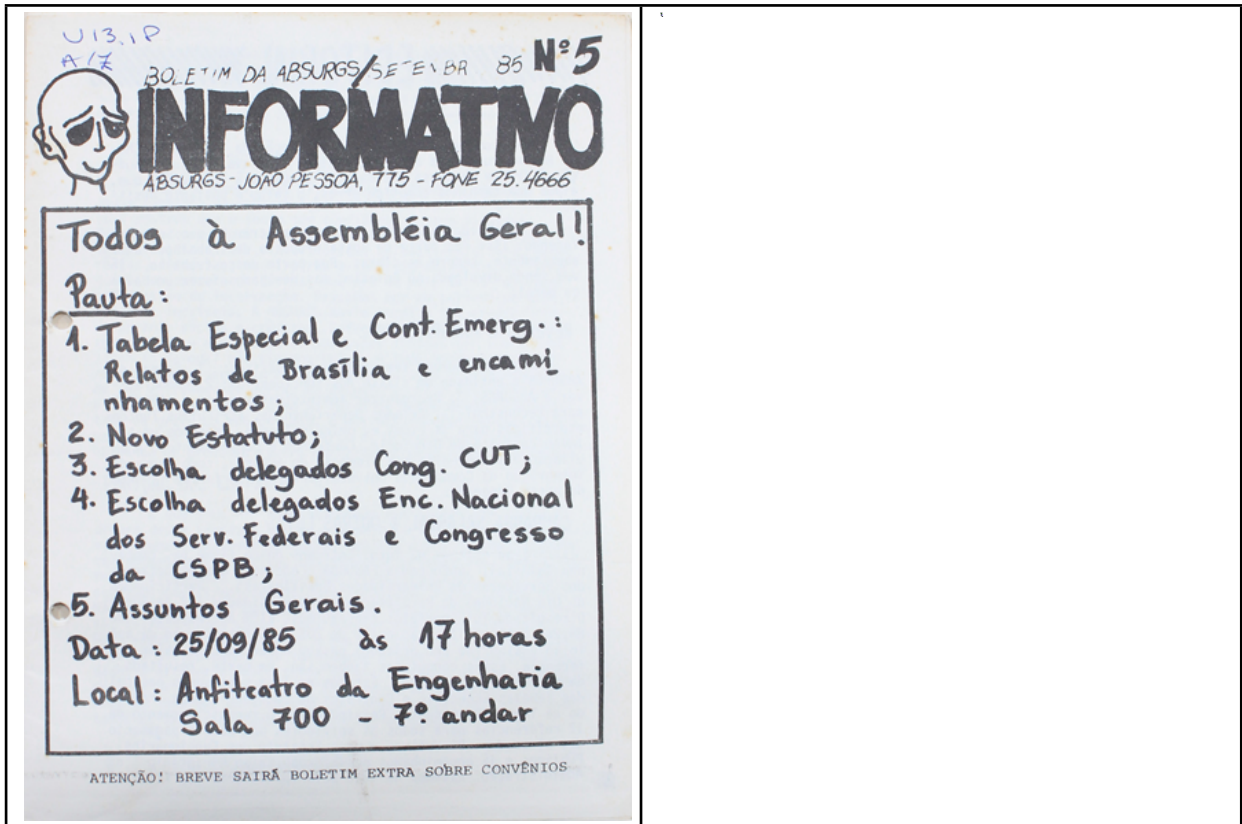 U13.1P
A/7
BOLETIM DA ABSURGS/SETEMBR 85 Nº5
INFORMATIVO
ABSURGS - JOÃO PESSOA, 775 - FONE 25.4666
Todos à Assembléia Geral!
Pauta:
1. Tabela Especial e Cont. Emerg.:
Relatos de Brasília e encami
nhamentos;
2. Novo Estatuto;
3. Escolha delegados Cong. CUT;
4. Escolha delegados Enc. Nacional
dos Serv. Federais e Congresso
da CSPB;
5. Assuntos Gerais.
Data: 25/09/85 às 17 horas
Local: Anfiteatro da Engenharia
Sala 700 - 7º andar
ATENÇÃO! BREVE SAIRÁ BOLETIM EXTRA SOBRE CONVÊNIOS